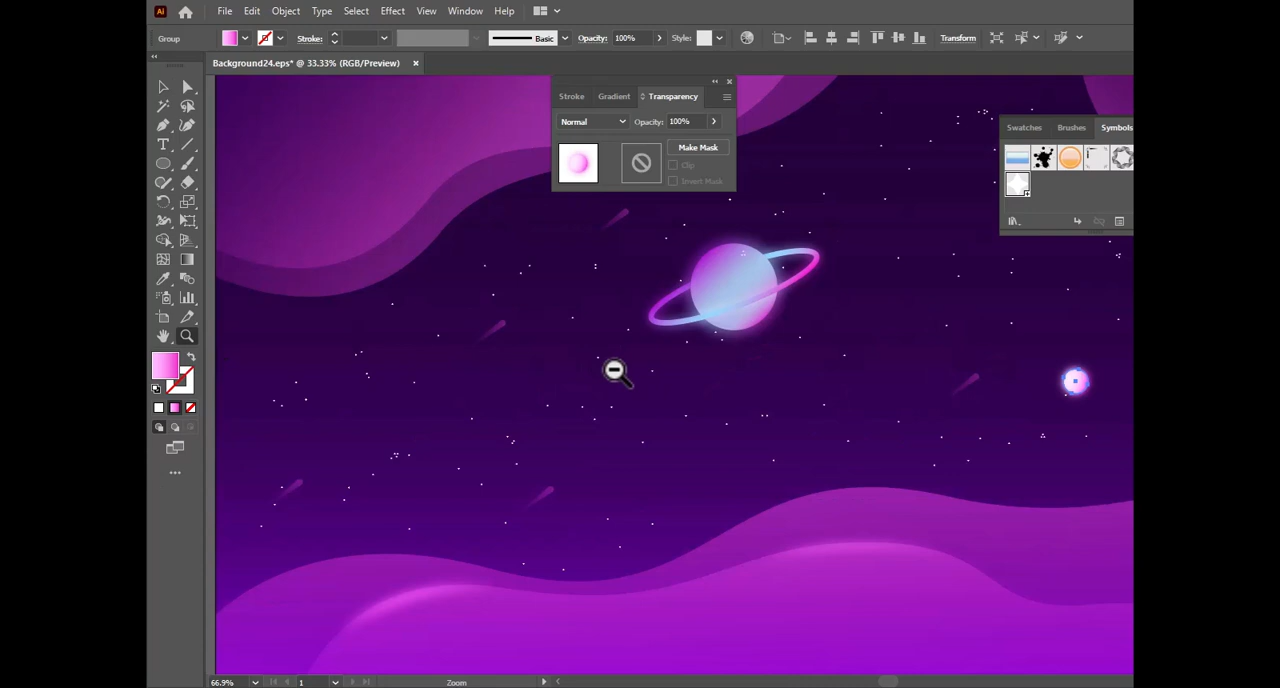 Ai File Edit Object Type Select Effect View Window Help
Group Stroke: Basic Opacity: 100% Style: Transform
Background24.eps* @ 33.33% (RGB/Preview) ×
Stroke Gradient Transparency
Normal Opacity: 100%
Make Mask
Clip
Invert Mask
Swatches Brushes Symbols
66.9% 1 Zoom